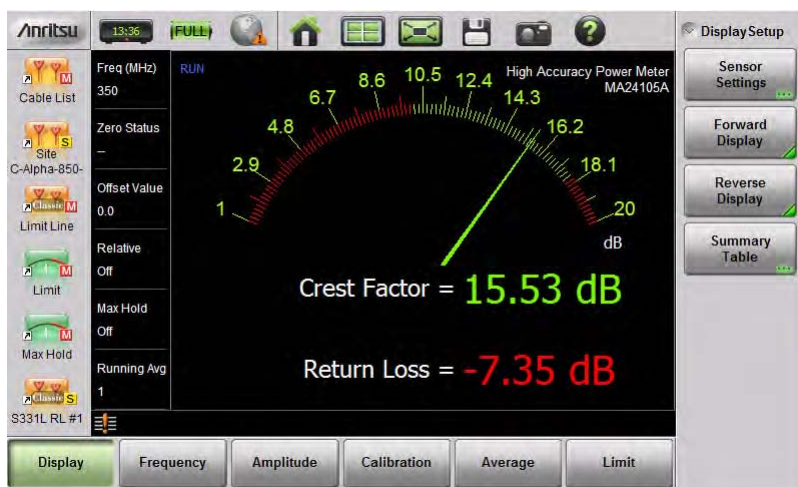 Anritsu
13:36
FULL
?
Display Setup
M
Cable List
S
Site
C-Alpha-850-
Classic M
Limit Line
M
Limit
M
Max Hold
Classic S
S331L RL #1
Freq (MHz)
350
Zero Status
--
Offset Value
0.0
Relative
Off
Max Hold
Off
Running Avg
1
RUN
High Accuracy Power Meter
MA24105A
1
2.9
4.8
6.7
8.6
10.5
12.4
14.3
16.2
18.1
20
dB
Crest Factor = 15.53 dB
Return Loss = -7.35 dB
Sensor
Settings
Forward
Display
Reverse
Display
Summary
Table
Display
Frequency
Amplitude
Calibration
Average
Limit